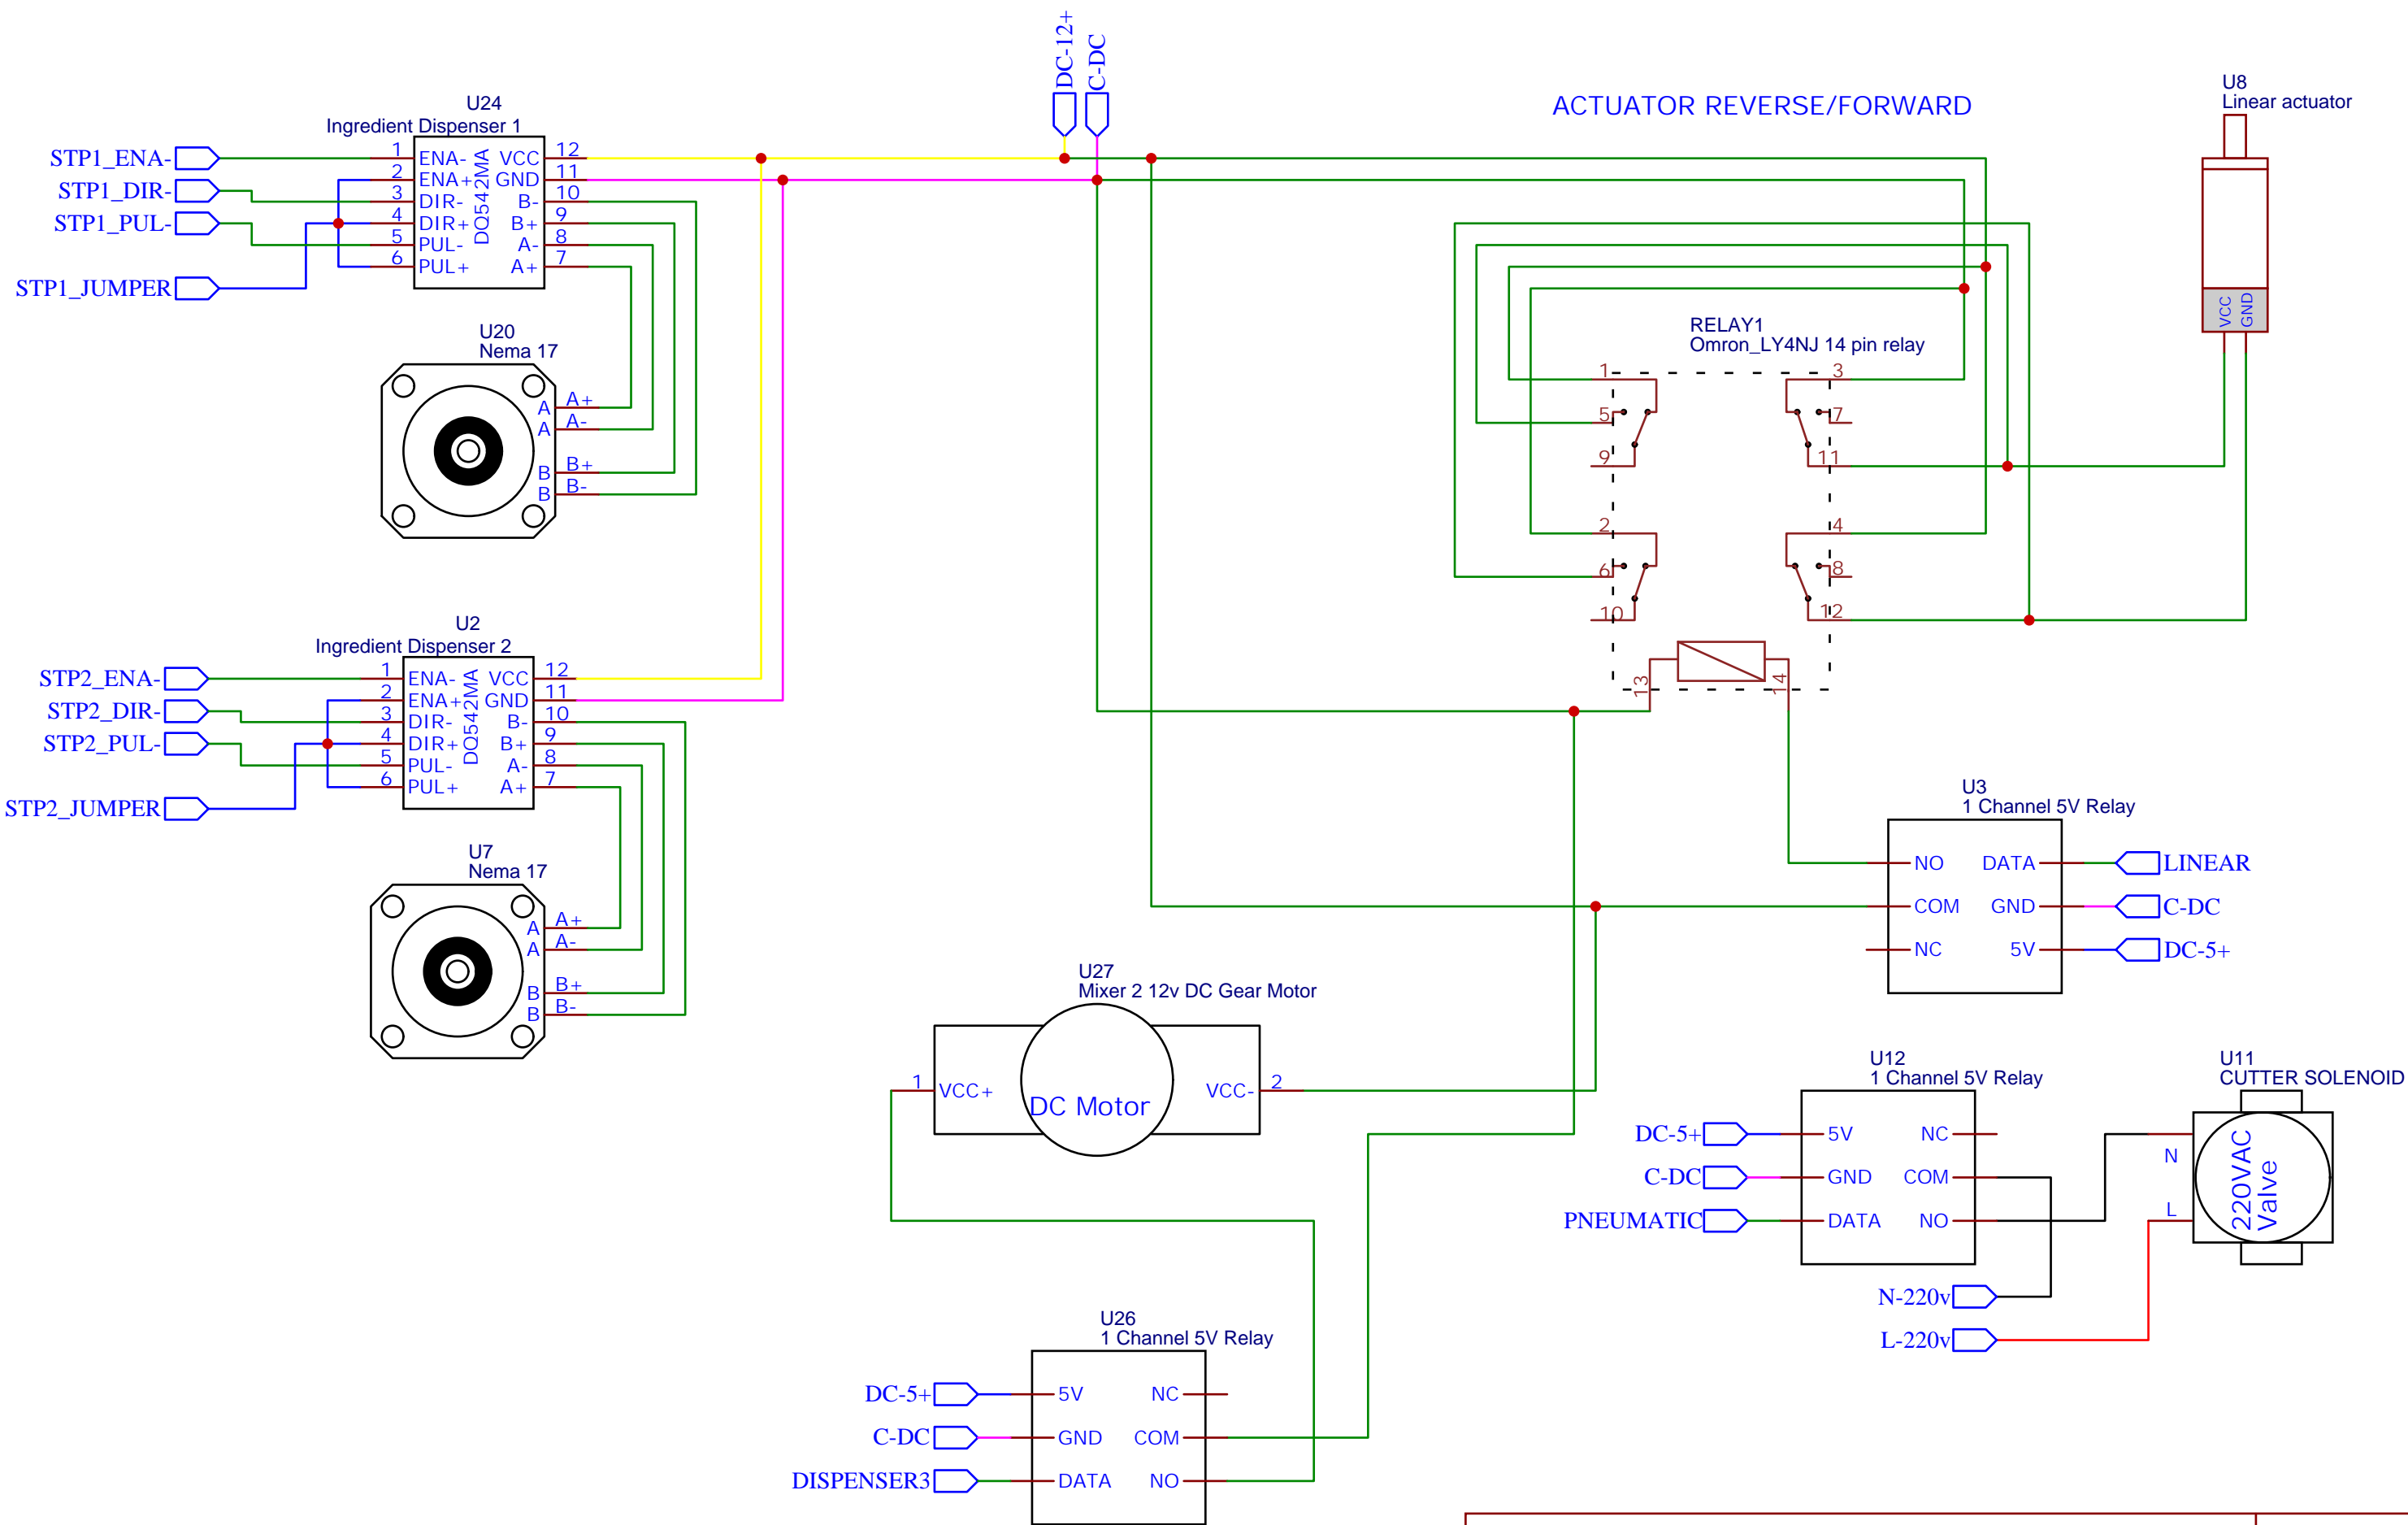 DC-12+
C-DC
ACTUATOR REVERSE/FORWARD
U24
Ingredient Dispenser 1
STP1_ENA-
STP1_DIR-
STP1_PUL-
STP1_JUMPER
1 ENA- VCC 12
2 ENA+ GND 11
3 DIR- B- 10
4 DIR+ B+ 9
5 PUL- A- 8
6 PUL+ A+ 7
DQ542MA
U20
Nema 17
A A+
A A-
B B+
B B-
U8
Linear actuator
VCC
GND
RELAY1
Omron_LY4NJ 14 pin relay
1 3
5 7
9 11
2 4
6 8
10 12
13 14
U2
Ingredient Dispenser 2
STP2_ENA-
STP2_DIR-
STP2_PUL-
STP2_JUMPER
1 ENA- VCC 12
2 ENA+ GND 11
3 DIR- B- 10
4 DIR+ B+ 9
5 PUL- A- 8
6 PUL+ A+ 7
DQ542MA
U7
Nema 17
A A+
A A-
B B+
B B-
U3
1 Channel 5V Relay
NO DATA LINEAR
COM GND C-DC
NC 5V DC-5+
U27
Mixer 2 12v DC Gear Motor
1 VCC+ VCC- 2
DC Motor
U12
1 Channel 5V Relay
DC-5+ 5V NC
C-DC GND COM
PNEUMATIC DATA NO
N-220v
L-220v
U11
CUTTER SOLENOID
N
L
220VAC
Valve
U26
1 Channel 5V Relay
DC-5+ 5V NC
C-DC GND COM
DISPENSER3 DATA NO